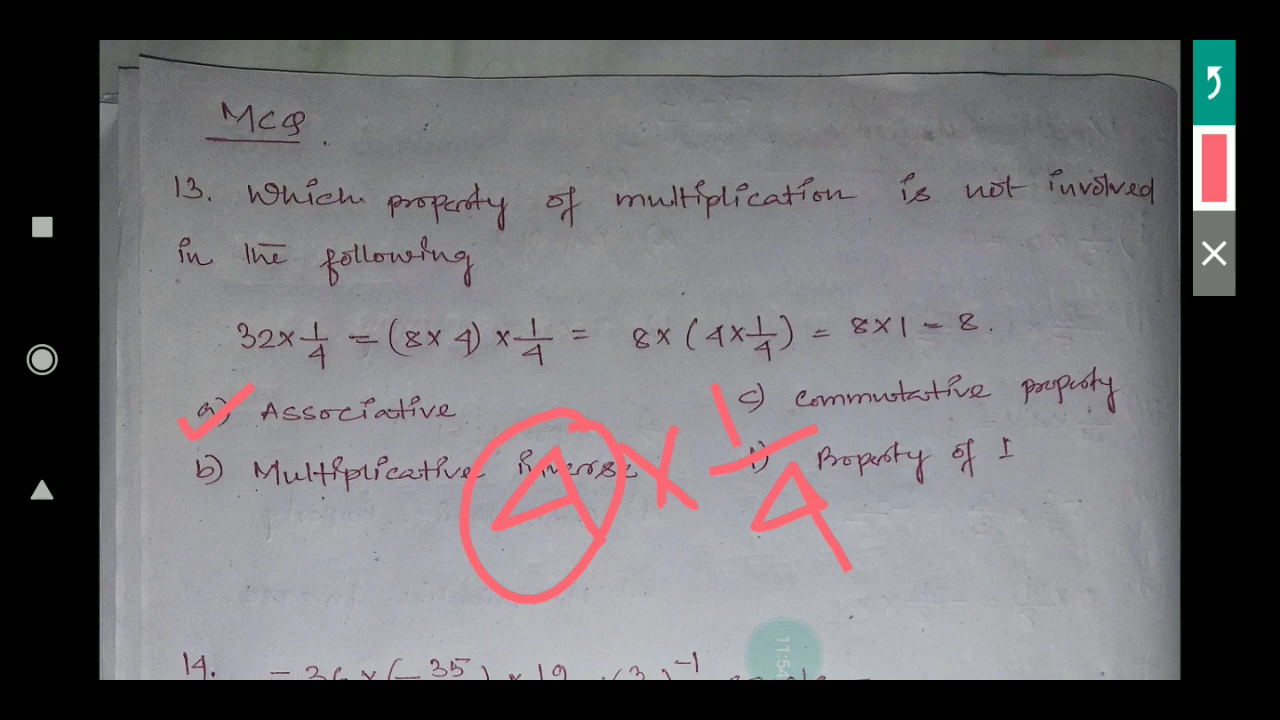 MCQ
13. Which property of multiplication is not involved
in the following
32×1/4 = (8×4)×1/4 = 8×(4×1/4) = 8×1 = 8.
a) Associative c) Commutative property
b) Multiplicative inverse d) Property of 1
4 × 1/4
14.
11:54